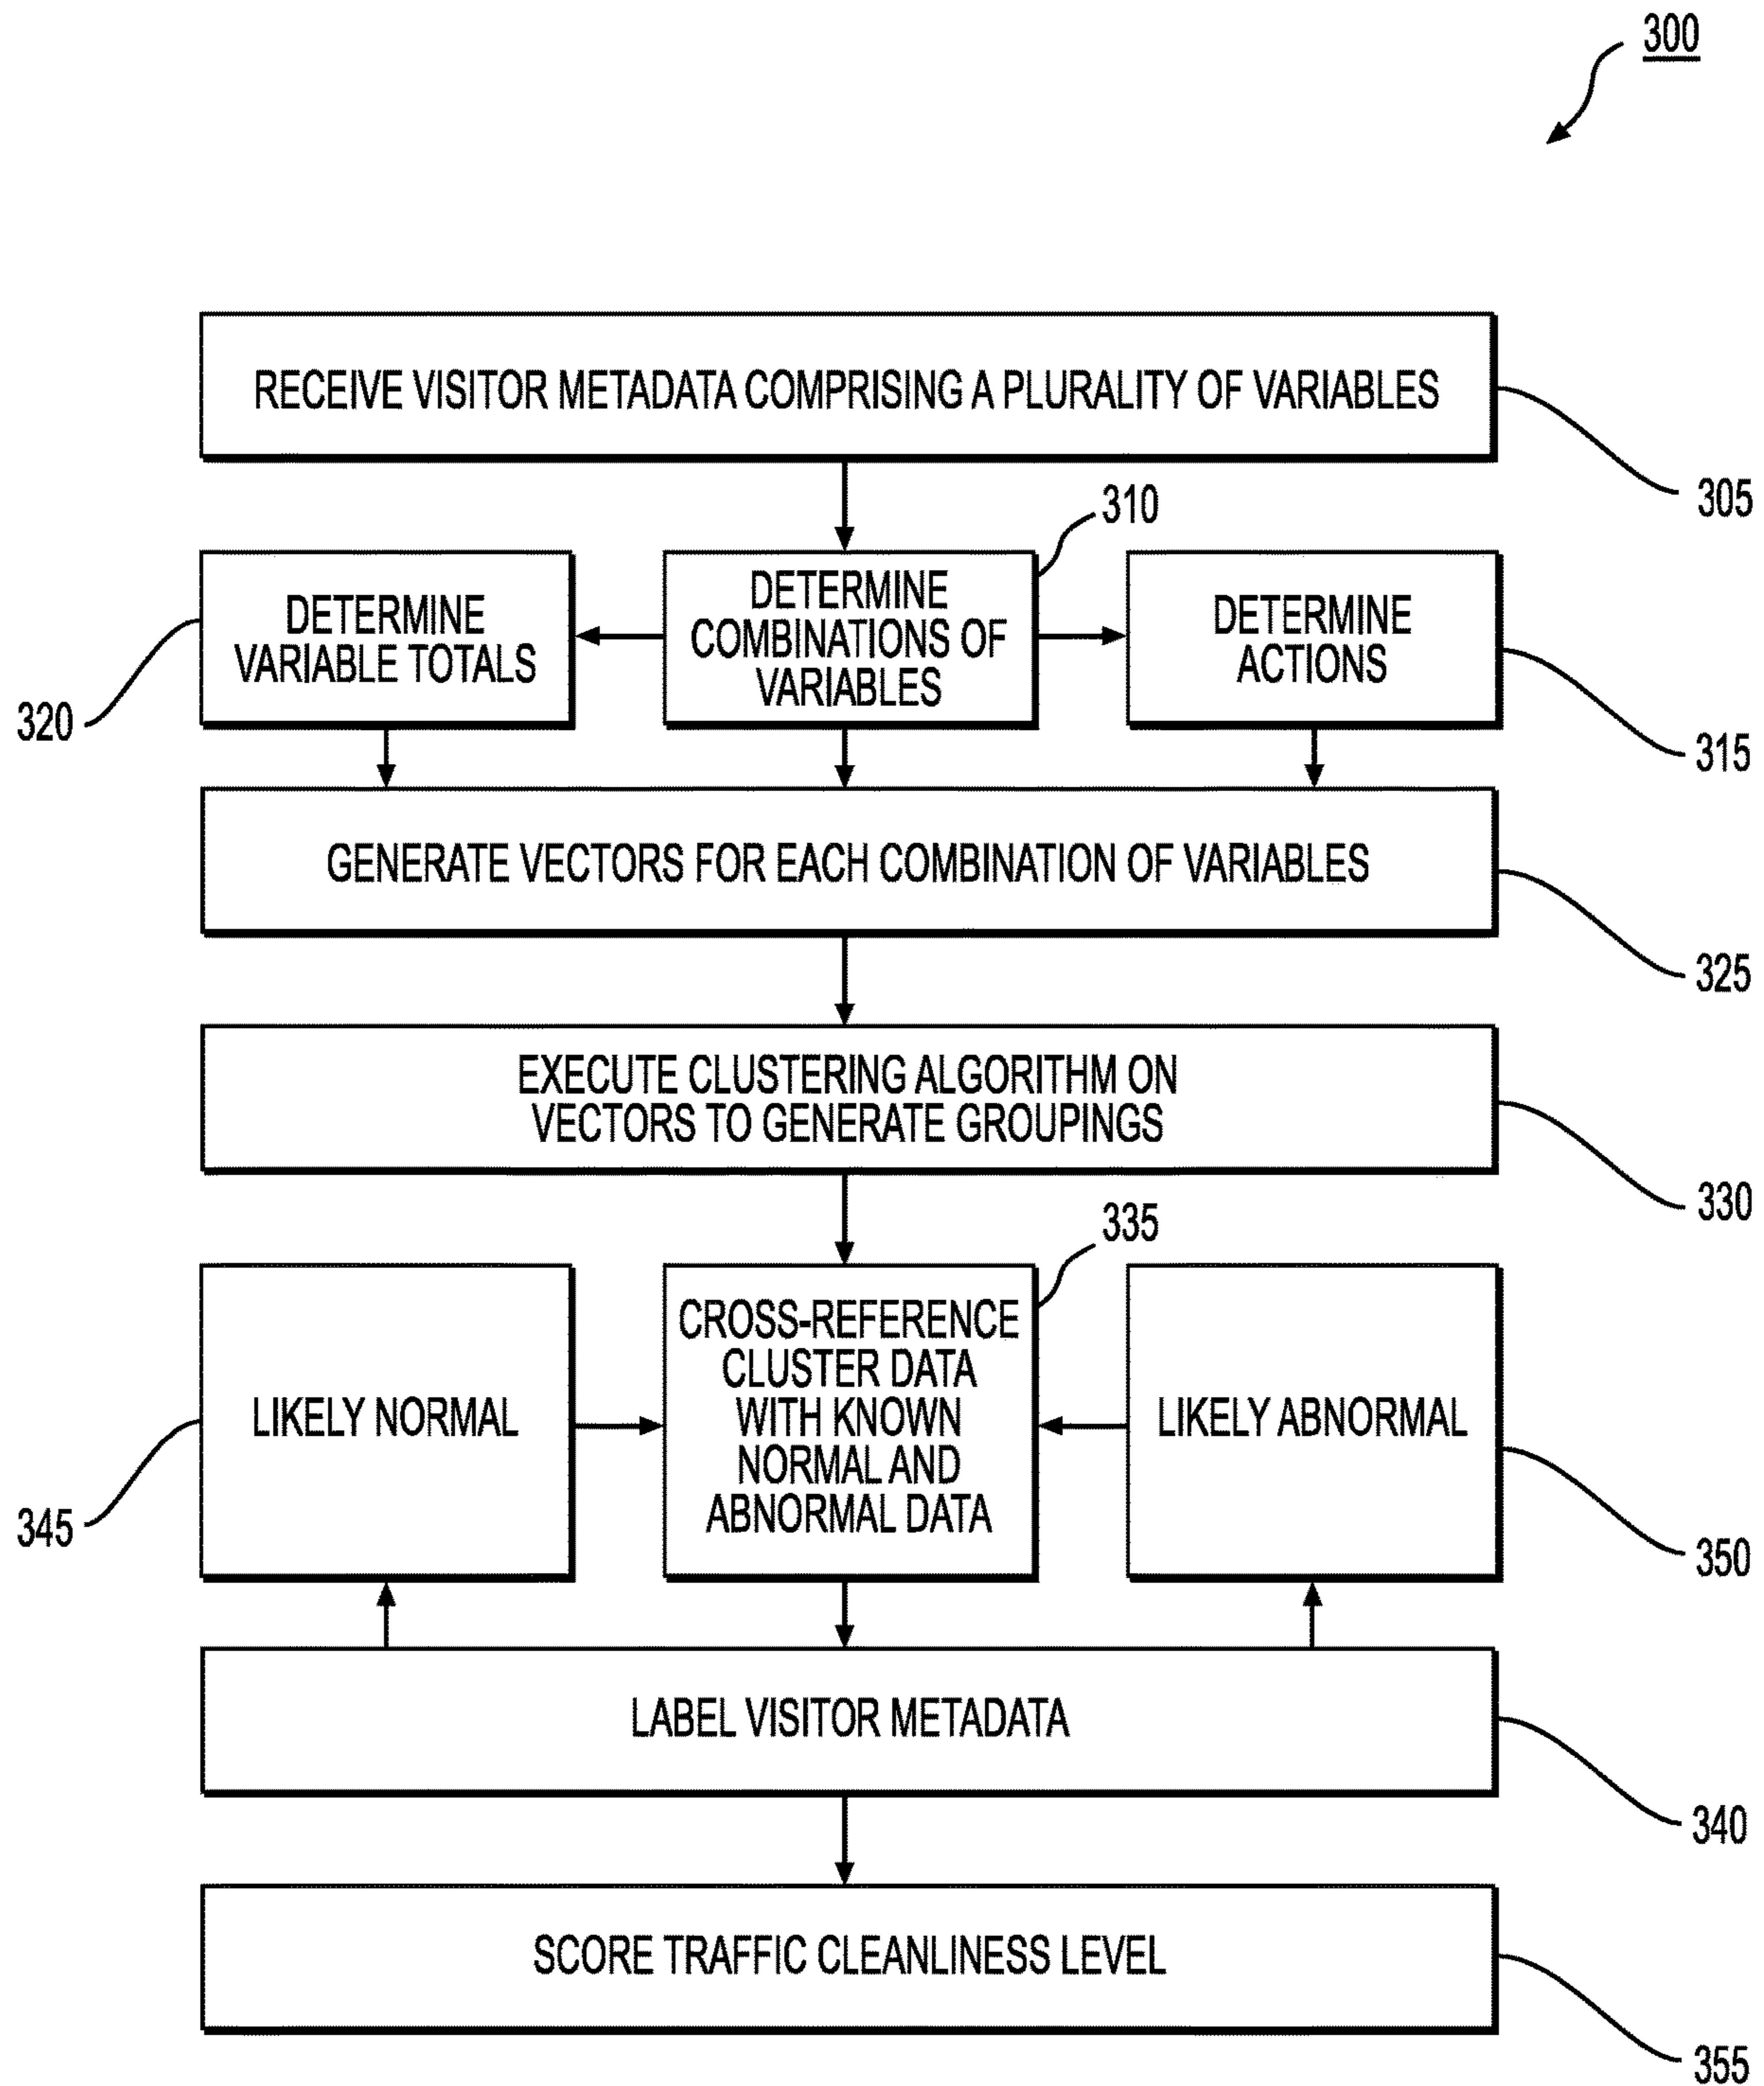 300
RECEIVE VISITOR METADATA COMPRISING A PLURALITY OF VARIABLES
305
310
DETERMINE
VARIABLE TOTALS
320
DETERMINE
COMBINATIONS OF
VARIABLES
DETERMINE
ACTIONS
315
GENERATE VECTORS FOR EACH COMBINATION OF VARIABLES
325
EXECUTE CLUSTERING ALGORITHM ON
VECTORS TO GENERATE GROUPINGS
330
335
LIKELY NORMAL
345
CROSS-REFERENCE
CLUSTER DATA
WITH KNOWN
NORMAL AND
ABNORMAL DATA
LIKELY ABNORMAL
350
LABEL VISITOR METADATA
340
SCORE TRAFFIC CLEANLINESS LEVEL
355